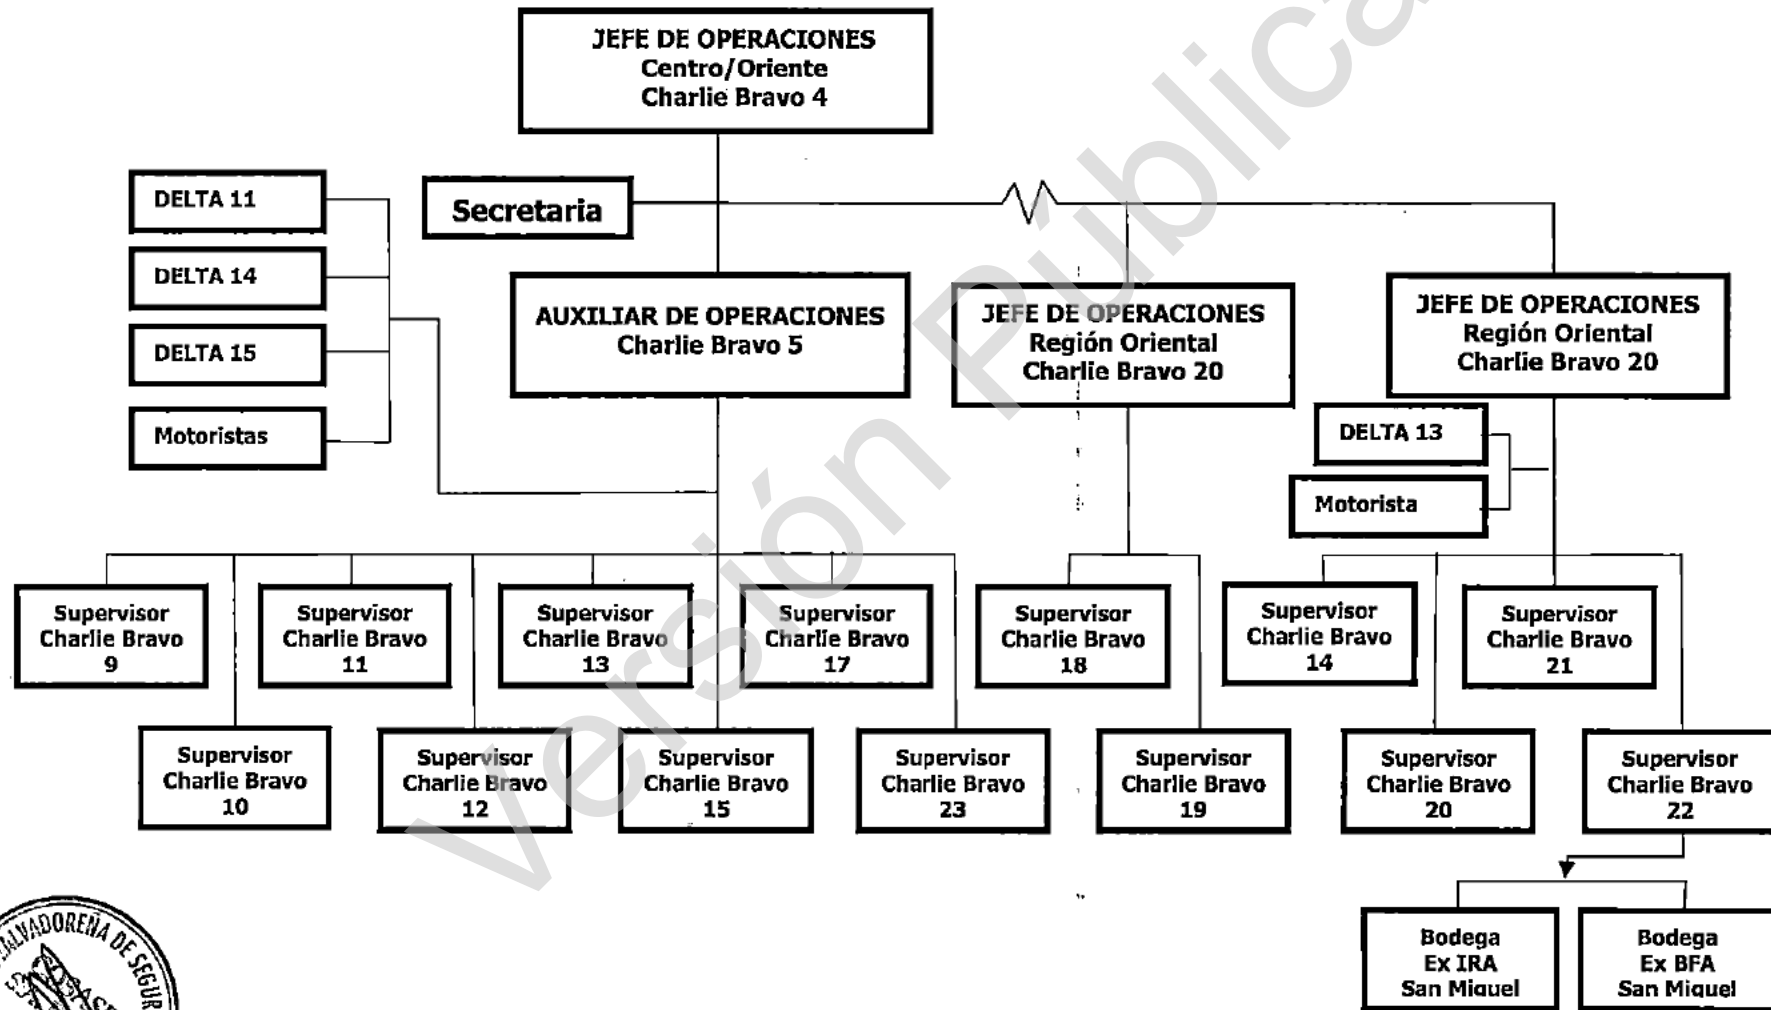 JEFE DE OPERACIONES
Centro/Oriente
Charlie Bravo 4
DELTA 11
DELTA 14
DELTA 15
Motoristas
Secretaria
AUXILIAR DE OPERACIONES
Charlie Bravo 5
JEFE DE OPERACIONES
Región Oriental
Charlie Bravo 20
JEFE DE OPERACIONES
Región Oriental
Charlie Bravo 20
DELTA 13
Motorista
Supervisor
Charlie Bravo
9
Supervisor
Charlie Bravo
11
Supervisor
Charlie Bravo
13
Supervisor
Charlie Bravo
17
Supervisor
Charlie Bravo
18
Supervisor
Charlie Bravo
14
Supervisor
Charlie Bravo
21
Supervisor
Charlie Bravo
10
Supervisor
Charlie Bravo
12
Supervisor
Charlie Bravo
15
Supervisor
Charlie Bravo
23
Supervisor
Charlie Bravo
19
Supervisor
Charlie Bravo
20
Supervisor
Charlie Bravo
22
Bodega
Ex IRA
San Miguel
Bodega
Ex BFA
San Miguel
Versión Pública
DE